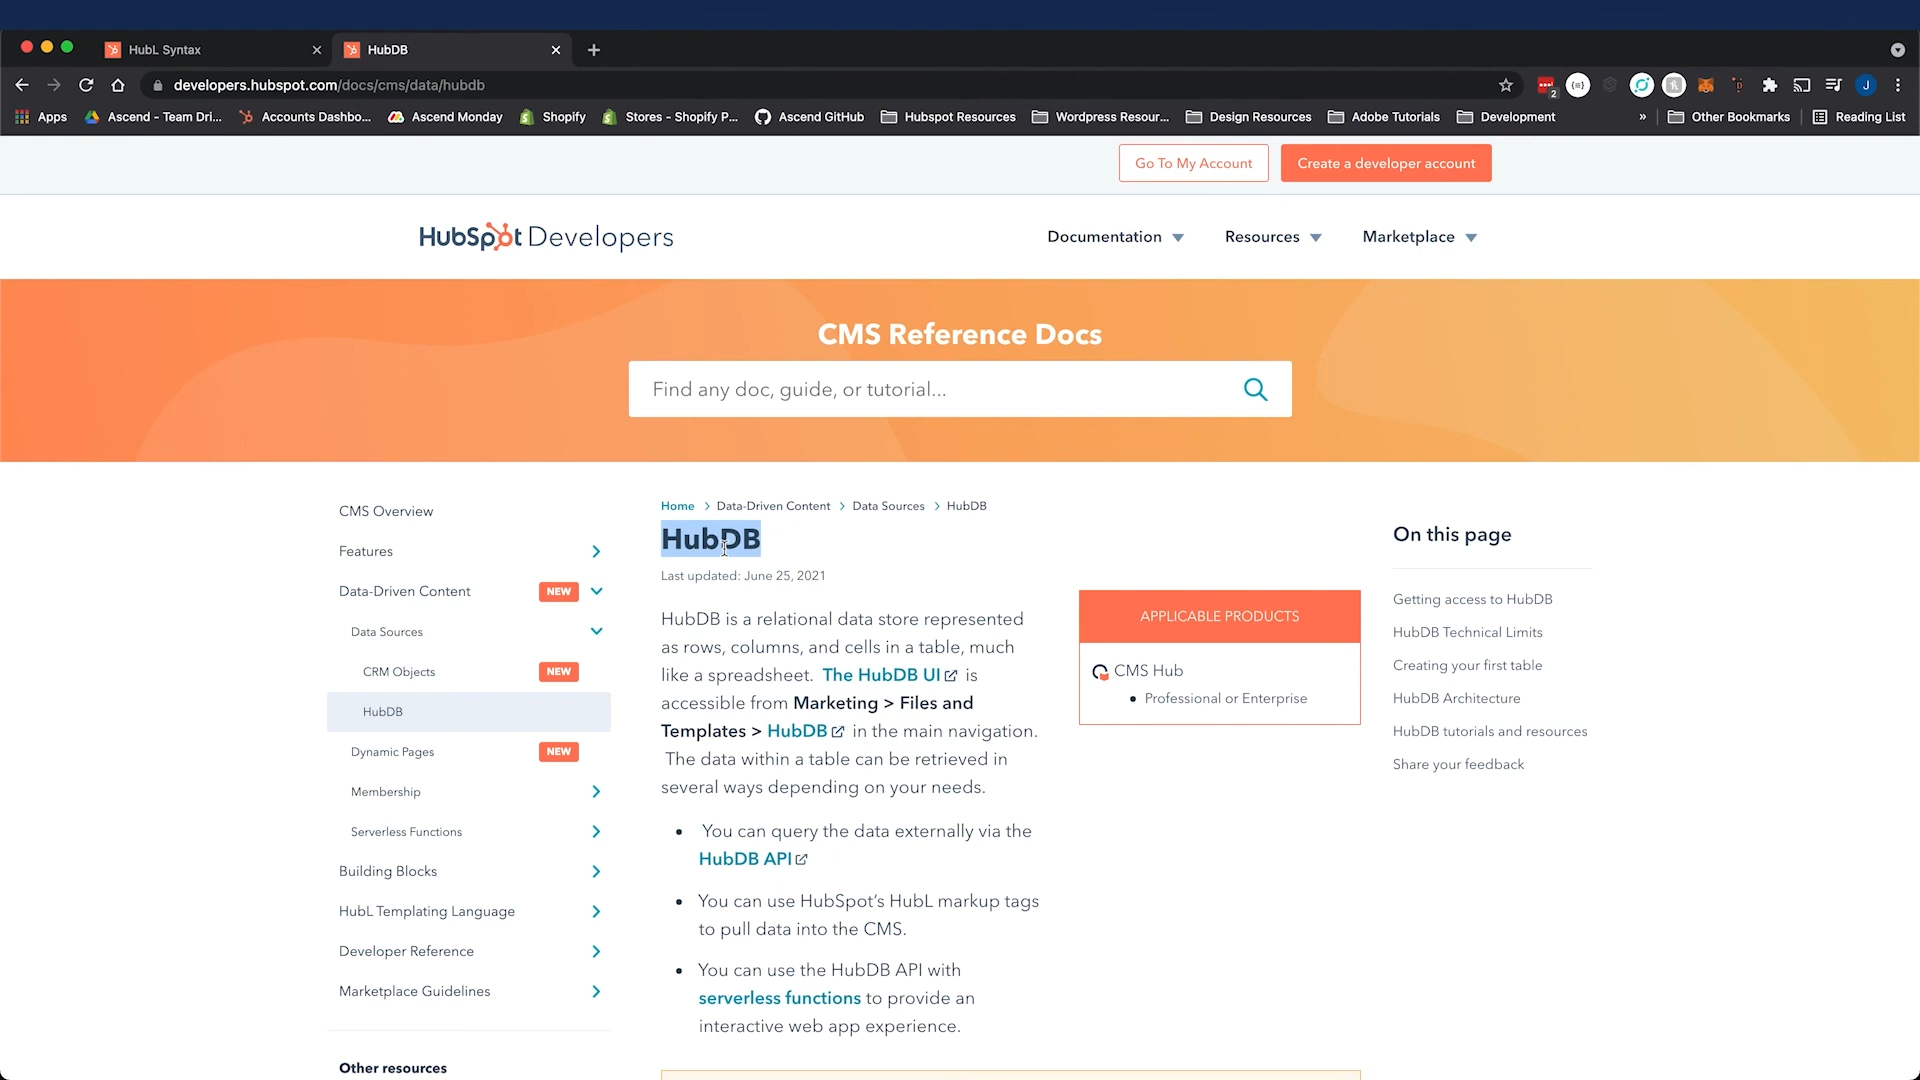 HubL Syntax
HubDB
developers.hubspot.com/docs/cms/data/hubdb
2
J
Apps
Ascend - Team Dri...
Accounts Dashbo...
Ascend Monday
Shopify
Stores - Shopify P...
Ascend GitHub
Hubspot Resources
Wordpress Resour...
Design Resources
Adobe Tutorials
Development
»
Other Bookmarks
Reading List
Go To My Account
Create a developer account
HubSpot Developers
Documentation
Resources
Marketplace
CMS Reference Docs
Find any doc, guide, or tutorial...
CMS Overview
Features
Data-Driven Content NEW
Data Sources
CRM Objects NEW
HubDB
Dynamic Pages NEW
Membership
Serverless Functions
Building Blocks
HubL Templating Language
Developer Reference
Marketplace Guidelines
Other resources
Home > Data-Driven Content > Data Sources > HubDB
HubDB
Last updated: June 25, 2021
HubDB is a relational data store represented
as rows, columns, and cells in a table, much
like a spreadsheet. The HubDB UI is
accessible from Marketing > Files and
Templates > HubDB in the main navigation.
The data within a table can be retrieved in
several ways depending on your needs.
• You can query the data externally via the
HubDB API
• You can use HubSpot's HubL markup tags
to pull data into the CMS.
• You can use the HubDB API with
serverless functions to provide an
interactive web app experience.
APPLICABLE PRODUCTS
CMS Hub
• Professional or Enterprise
On this page
Getting access to HubDB
HubDB Technical Limits
Creating your first table
HubDB Architecture
HubDB tutorials and resources
Share your feedback